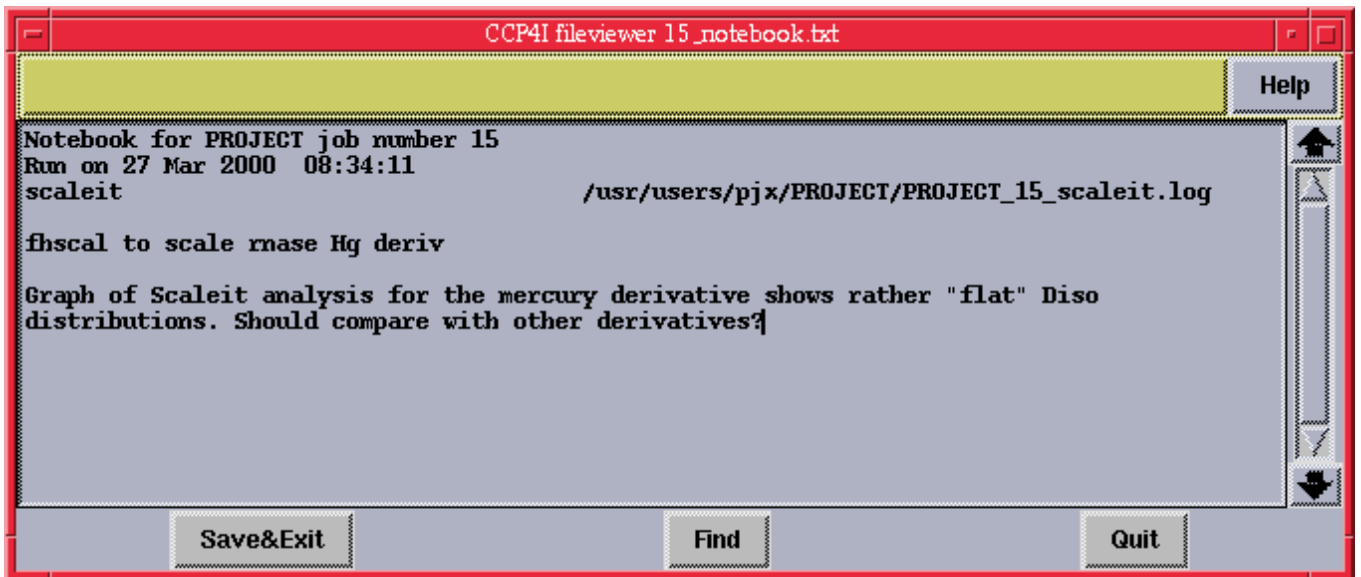 CCP4I fileviewer 15_notebook.txt
Help
Notebook for PROJECT job number 15
Run on 27 Mar 2000  08:34:11
scaleit /usr/users/pjx/PROJECT/PROJECT_15_scaleit.log
fhscal to scale rnase Hg deriv
Graph of Scaleit analysis for the mercury derivative shows rather "flat" Diso
distributions. Should compare with other derivatives?
Save&Exit Find Quit